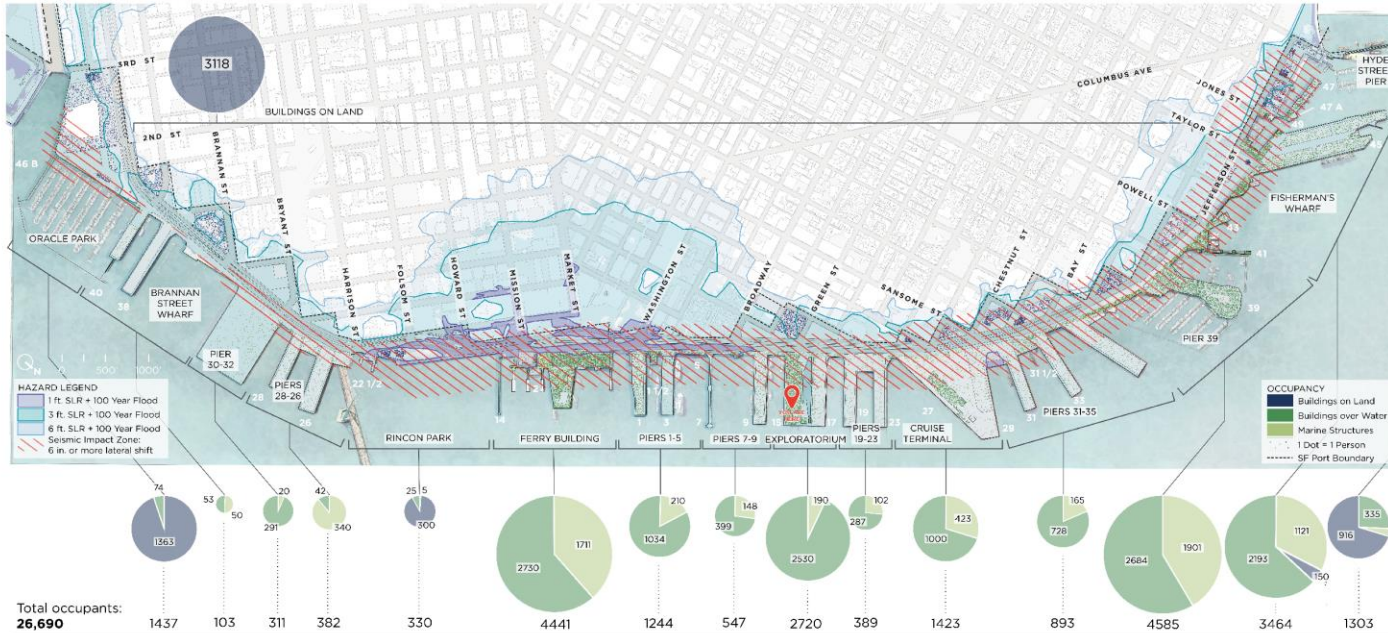 3118
BUILDINGS ON LAND
3RD ST
2ND ST
BRANNAN ST
BRYANT ST
HARRISON ST
FOLSOM ST
HOWARD ST
MISSION ST
MARKET ST
WASHINGTON ST
BROADWAY
GREEN ST
SANSOME ST
CHESTNUT ST
BAY ST
POWELL ST
JEFFERSON ST
TAYLOR ST
JONES ST
COLUMBUS AVE
HYDE
STREET
PIER
47
47 A
45
46 B
ORACLE PARK
40
38
BRANNAN
STREET
WHARF
PIER
30-32
28
PIERS
28-26
26
22 1/2
RINCON PARK
14
FERRY BUILDING
1
1 1/2
3
5
7
PIERS 1-5
9
PIERS 7-9
15
17
EXPLORATORIUM
19
PIERS
19-23
23
27
CRUISE
TERMINAL
29
31
31 1/2
33
PIERS 31-35
PIER 39
39
41
FISHERMAN'S
WHARF
N
0 500' 1000'
HAZARD LEGEND
1 ft. SLR + 100 Year Flood
3 ft. SLR + 100 Year Flood
6 ft. SLR + 100 Year Flood
Seismic Impact Zone:
6 in. or more lateral shift
OCCUPANCY
Buildings on Land
Buildings over Water
Marine Structures
1 Dot = 1 Person
SF Port Boundary
74
1363
53
50
20
291
42
340
25
5
300
1711
2730
210
1034
148
399
190
2530
102
287
423
1000
165
728
1901
2684
1121
2193
150
335
916
Total occupants:
26,690 1437 103 311 382 330 4441 1244 547 2720 389 1423 893 4585 3464 1303